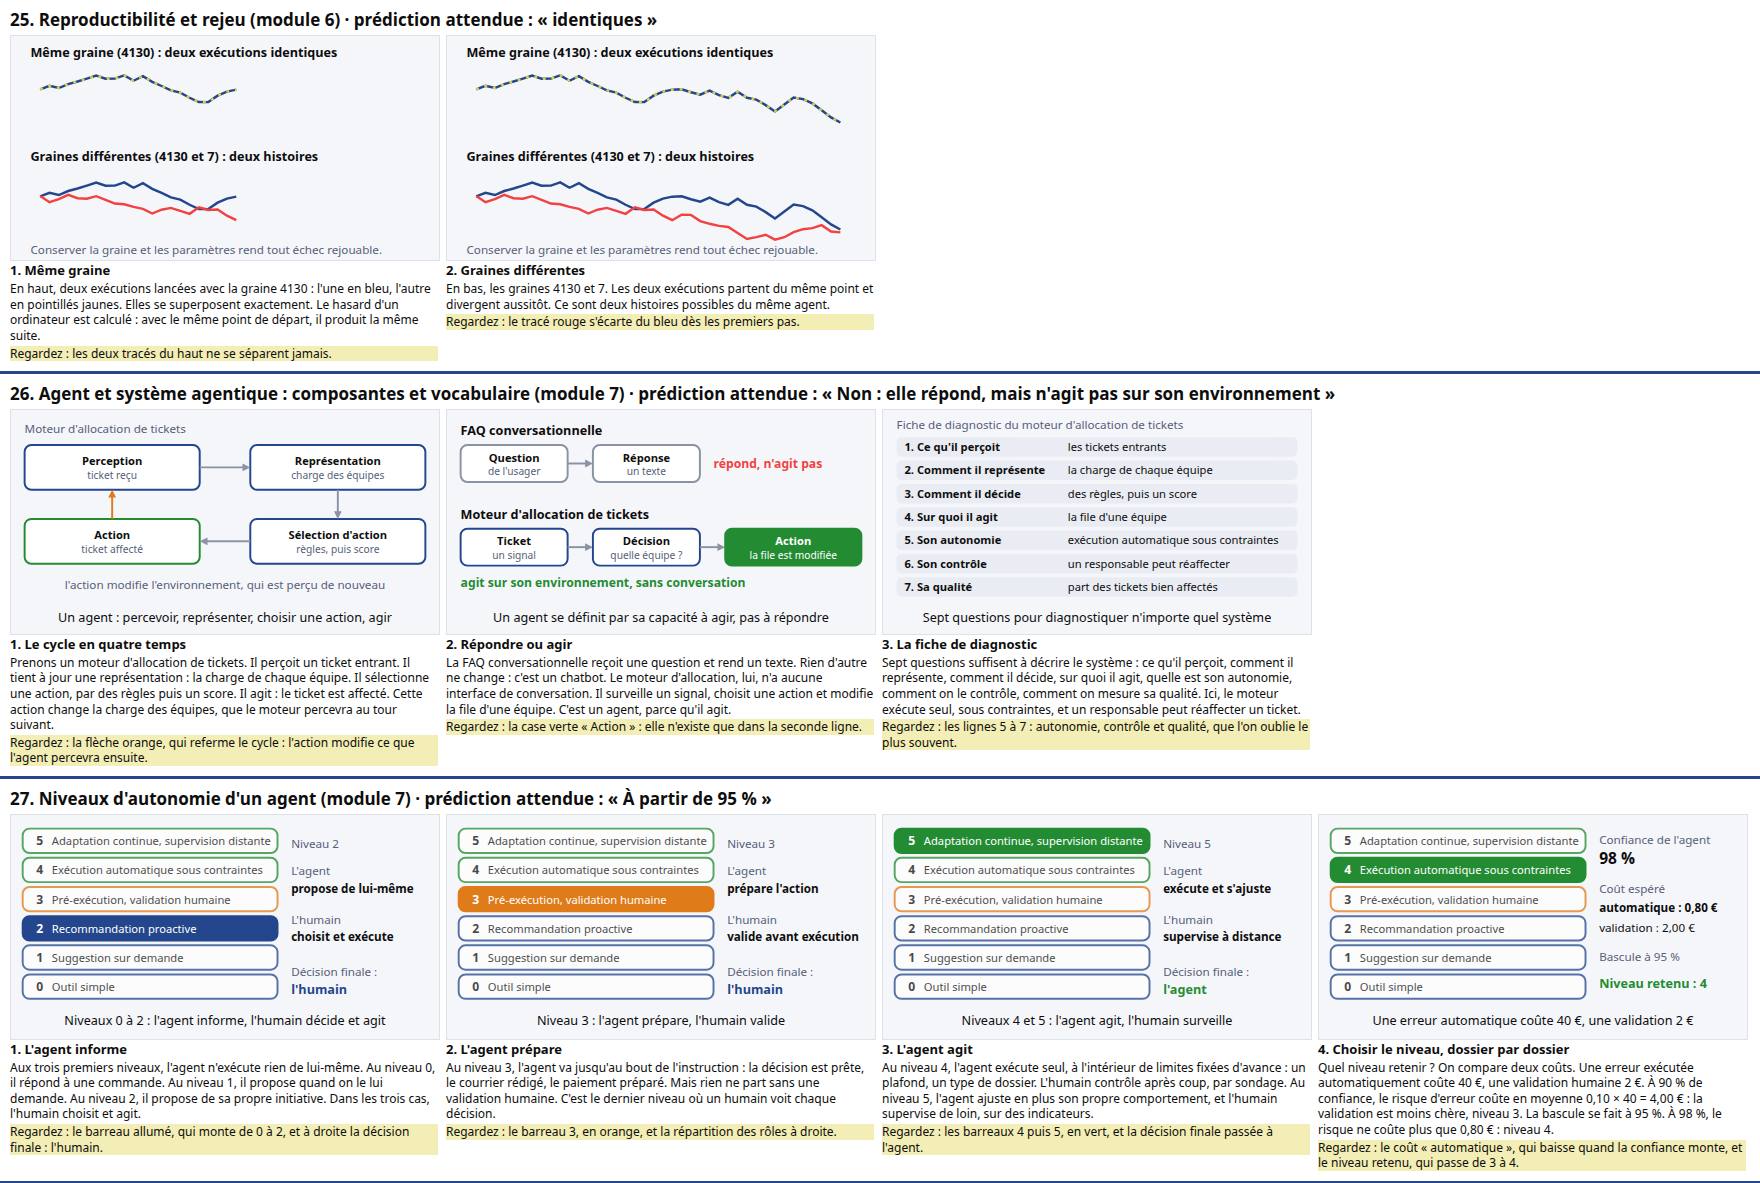 25. Reproductibilité et rejeu (module 6) · prédiction attendue : « identiques »
Même graine (4130) : deux exécutions identiques
Graines différentes (4130 et 7) : deux histoires
Conserver la graine et les paramètres rend tout échec rejouable.
1. Même graine
En haut, deux exécutions lancées avec la graine 4130 : l'une en bleu, l'autre
en pointillés jaunes. Elles se superposent exactement. Le hasard d'un
ordinateur est calculé : avec le même point de départ, il produit la même
suite.
Regardez : les deux tracés du haut ne se séparent jamais.
Même graine (4130) : deux exécutions identiques
Graines différentes (4130 et 7) : deux histoires
Conserver la graine et les paramètres rend tout échec rejouable.
2. Graines différentes
En bas, les graines 4130 et 7. Les deux exécutions partent du même point et
divergent aussitôt. Ce sont deux histoires possibles du même agent.
Regardez : le tracé rouge s'écarte du bleu dès les premiers pas.
26. Agent et système agentique : composantes et vocabulaire (module 7) · prédiction attendue : « Non : elle répond, mais n'agit pas sur son environnement »
Moteur d'allocation de tickets
Perception
ticket reçu
Représentation
charge des équipes
Action
ticket affecté
Sélection d'action
règles, puis score
l'action modifie l'environnement, qui est perçu de nouveau
Un agent : percevoir, représenter, choisir une action, agir
1. Le cycle en quatre temps
Prenons un moteur d'allocation de tickets. Il perçoit un ticket entrant. Il
tient à jour une représentation : la charge de chaque équipe. Il sélectionne
une action, par des règles puis un score. Il agit : le ticket est affecté. Cette
action change la charge des équipes, que le moteur percevra au tour
suivant.
Regardez : la flèche orange, qui referme le cycle : l'action modifie ce que
l'agent percevra ensuite.
FAQ conversationnelle
Question
de l'usager
Réponse
un texte
répond, n'agit pas
Moteur d'allocation de tickets
Ticket
un signal
Décision
quelle équipe ?
Action
la file est modifiée
agit sur son environnement, sans conversation
Un agent se définit par sa capacité à agir, pas à répondre
2. Répondre ou agir
La FAQ conversationnelle reçoit une question et rend un texte. Rien d'autre
ne change : c'est un chatbot. Le moteur d'allocation, lui, n'a aucune
interface de conversation. Il surveille un signal, choisit une action et modifie
la file d'une équipe. C'est un agent, parce qu'il agit.
Regardez : la case verte « Action » : elle n'existe que dans la seconde ligne.
Fiche de diagnostic du moteur d'allocation de tickets
1. Ce qu'il perçoit les tickets entrants
2. Comment il représente la charge de chaque équipe
3. Comment il décide des règles, puis un score
4. Sur quoi il agit la file d'une équipe
5. Son autonomie exécution automatique sous contraintes
6. Son contrôle un responsable peut réaffecter
7. Sa qualité part des tickets bien affectés
Sept questions pour diagnostiquer n'importe quel système
3. La fiche de diagnostic
Sept questions suffisent à décrire le système : ce qu'il perçoit, comment il
représente, comment il décide, sur quoi il agit, quelle est son autonomie,
comment on le contrôle, comment on mesure sa qualité. Ici, le moteur
exécute seul, sous contraintes, et un responsable peut réaffecter un ticket.
Regardez : les lignes 5 à 7 : autonomie, contrôle et qualité, que l'on oublie le
plus souvent.
27. Niveaux d'autonomie d'un agent (module 7) · prédiction attendue : « À partir de 95 % »
5 Adaptation continue, supervision distante
4 Exécution automatique sous contraintes
3 Pré-exécution, validation humaine
2 Recommandation proactive
1 Suggestion sur demande
0 Outil simple
Niveau 2
L'agent
propose de lui-même
L'humain
choisit et exécute
Décision finale :
l'humain
Niveaux 0 à 2 : l'agent informe, l'humain décide et agit
1. L'agent informe
Aux trois premiers niveaux, l'agent n'exécute rien de lui-même. Au niveau 0,
il répond à une commande. Au niveau 1, il propose quand on le lui
demande. Au niveau 2, il propose de sa propre initiative. Dans les trois cas,
l'humain choisit et agit.
Regardez : le barreau allumé, qui monte de 0 à 2, et à droite la décision
finale : l'humain.
5 Adaptation continue, supervision distante
4 Exécution automatique sous contraintes
3 Pré-exécution, validation humaine
2 Recommandation proactive
1 Suggestion sur demande
0 Outil simple
Niveau 3
L'agent
prépare l'action
L'humain
valide avant exécution
Décision finale :
l'humain
Niveau 3 : l'agent prépare, l'humain valide
2. L'agent prépare
Au niveau 3, l'agent va jusqu'au bout de l'instruction : la décision est prête,
le courrier rédigé, le paiement préparé. Mais rien ne part sans une
validation humaine. C'est le dernier niveau où un humain voit chaque
décision.
Regardez : le barreau 3, en orange, et la répartition des rôles à droite.
5 Adaptation continue, supervision distante
4 Exécution automatique sous contraintes
3 Pré-exécution, validation humaine
2 Recommandation proactive
1 Suggestion sur demande
0 Outil simple
Niveau 5
L'agent
exécute et s'ajuste
L'humain
supervise à distance
Décision finale :
l'agent
Niveaux 4 et 5 : l'agent agit, l'humain surveille
3. L'agent agit
Au niveau 4, l'agent exécute seul, à l'intérieur de limites fixées d'avance : un
plafond, un type de dossier. L'humain contrôle après coup, par sondage. Au
niveau 5, l'agent ajuste en plus son propre comportement, et l'humain
supervise de loin, sur des indicateurs.
Regardez : les barreaux 4 puis 5, en vert, et la décision finale passée à
l'agent.
5 Adaptation continue, supervision distante
4 Exécution automatique sous contraintes
3 Pré-exécution, validation humaine
2 Recommandation proactive
1 Suggestion sur demande
0 Outil simple
Confiance de l'agent
98 %
Coût espéré
automatique : 0,80 €
validation : 2,00 €
Bascule à 95 %
Niveau retenu : 4
Une erreur automatique coûte 40 €, une validation 2 €
4. Choisir le niveau, dossier par dossier
Quel niveau retenir ? On compare deux coûts. Une erreur exécutée
automatiquement coûte 40 €, une validation humaine 2 €. À 90 % de
confiance, le risque d'erreur coûte en moyenne 0,10 × 40 = 4,00 € : la
validation est moins chère, niveau 3. La bascule se fait à 95 %. À 98 %, le
risque ne coûte plus que 0,80 € : niveau 4.
Regardez : le coût « automatique », qui baisse quand la confiance monte, et
le niveau retenu, qui passe de 3 à 4.